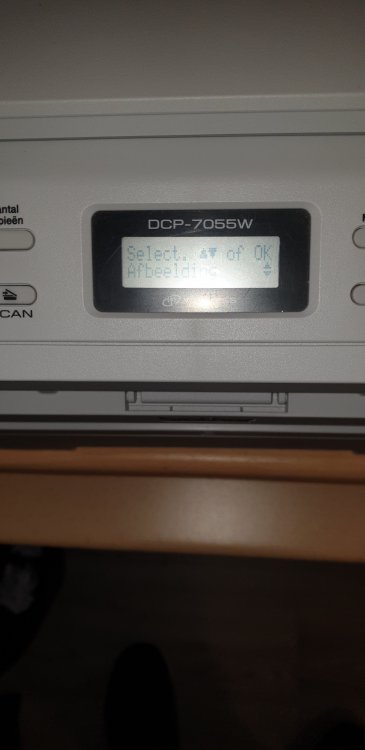 antal
pieën
DCP-7055W
Select. ▲▼ of OK
Afbeelding
CAN